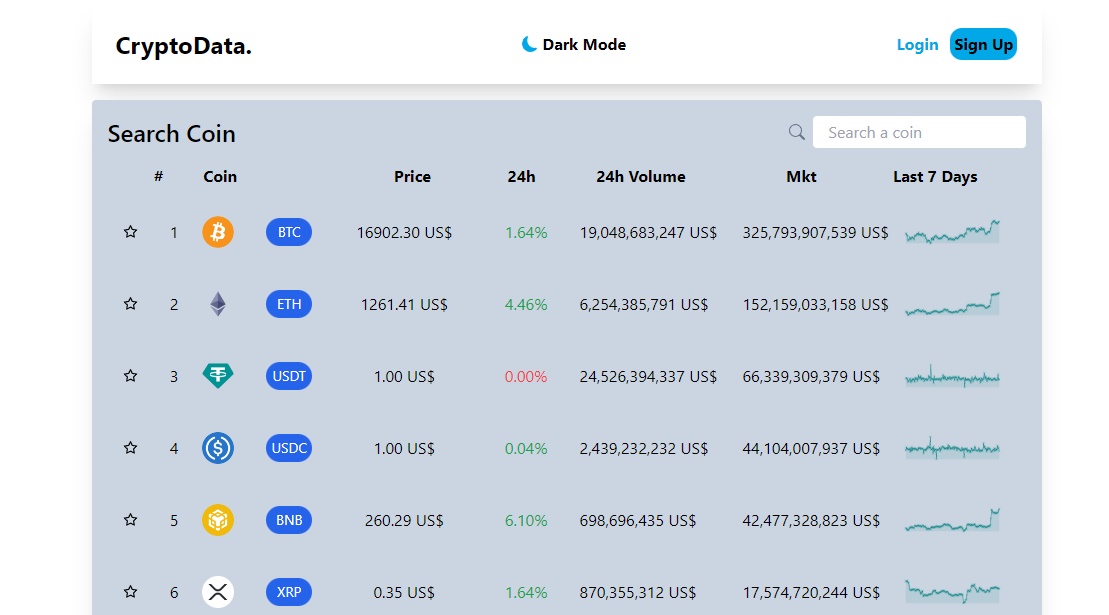 CryptoData. Dark Mode Login Sign Up
Search Coin Search a coin
# Coin Price 24h 24h Volume Mkt Last 7 Days
1 BTC 16902.30 US$ 1.64% 19,048,683,247 US$ 325,793,907,539 US$
2 ETH 1261.41 US$ 4.46% 6,254,385,791 US$ 152,159,033,158 US$
3 USDT 1.00 US$ 0.00% 24,526,394,337 US$ 66,339,309,379 US$
4 USDC 1.00 US$ 0.04% 2,439,232,232 US$ 44,104,007,937 US$
5 BNB 260.29 US$ 6.10% 698,696,435 US$ 42,477,328,823 US$
6 XRP 0.35 US$ 1.64% 870,355,312 US$ 17,574,720,244 US$